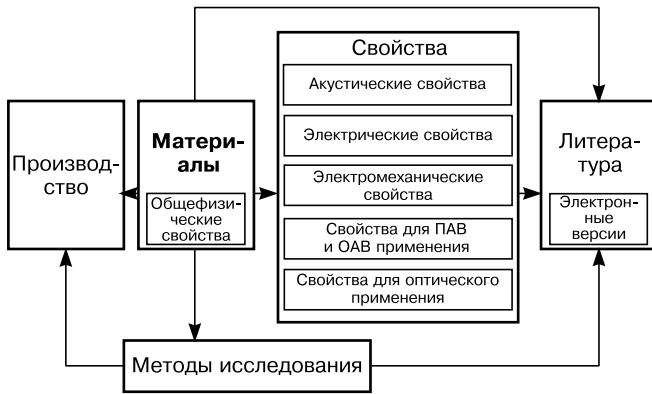 Производ-
ство
Матери-
алы
Общефизи-
ческие
свойства
Свойства
Акустические свойства
Электрические свойства
Электромеханические
свойства
Свойства для ПАВ
и ОАВ применения
Свойства для оптического
применения
Литера-
тура
Электрон-
ные
версии
Методы исследования